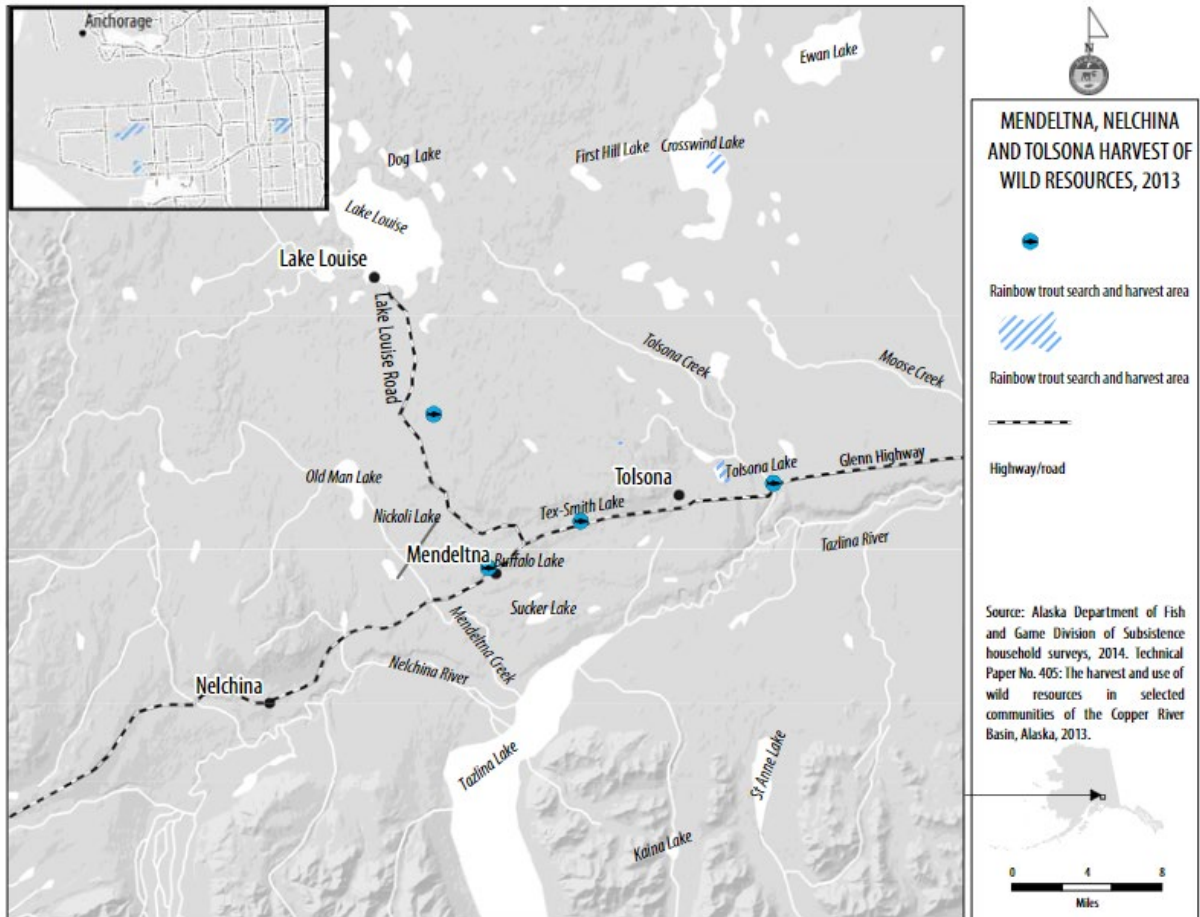 Anchorage
Ewan Lake
Dog Lake
First Hill Lake
Crosswind Lake
Lake Louise
Lake Louise
Lake Louise Road
Tolsona Creek
Moose Creek
Old Man Lake
Tolsona
Tolsona Lake
Glenn Highway
Nickoli Lake
Tex-Smith Lake
Tazlina River
Mendeltna
Buffalo Lake
Sucker Lake
Mendeltna Creek
Nelchina River
Nelchina
Tazlina Lake
St Anne Lake
Kaina Lake
N
MENDELTNA, NELCHINA
AND TOLSONA HARVEST OF
WILD RESOURCES, 2013
Rainbow trout search and harvest area
Rainbow trout search and harvest area
Highway/road
Source: Alaska Department of Fish
and Game Division of Subsistence
household surveys, 2014. Technical
Paper No. 405: The harvest and use of
wild resources in selected
communities of the Copper River
Basin, Alaska, 2013.
0 4 8
Miles